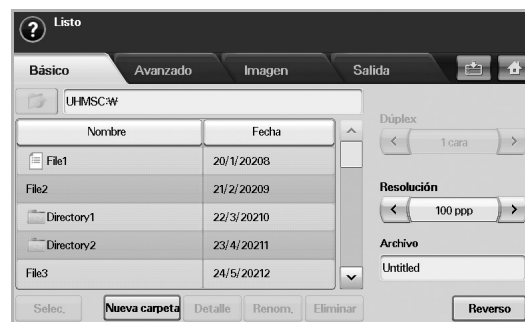 Listo
Básico Avanzado Imagen Salida
UHMSC:₩
Nombre Fecha
File1 20/1/20208
File2 21/2/20209
Directory1 22/3/20210
Directory2 23/4/20211
File3 24/5/20212
Dúplex
1 cara
Resolución
100 ppp
Archivo
Untitled
Selec. Nueva carpeta Detalle Renom. Eliminar Reverso